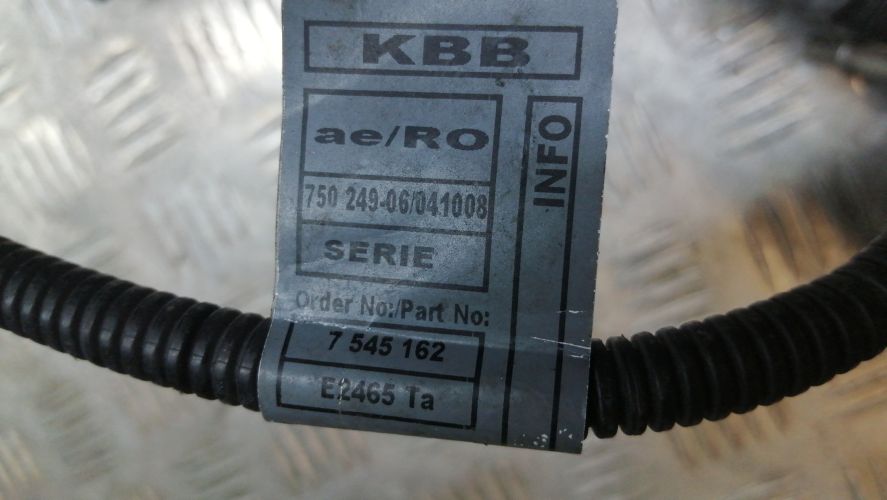 KBB
ae/RO
750 249-06/041008
SERIE
Order No:/Part No:
7 545 162
E2465 Ta
INFO